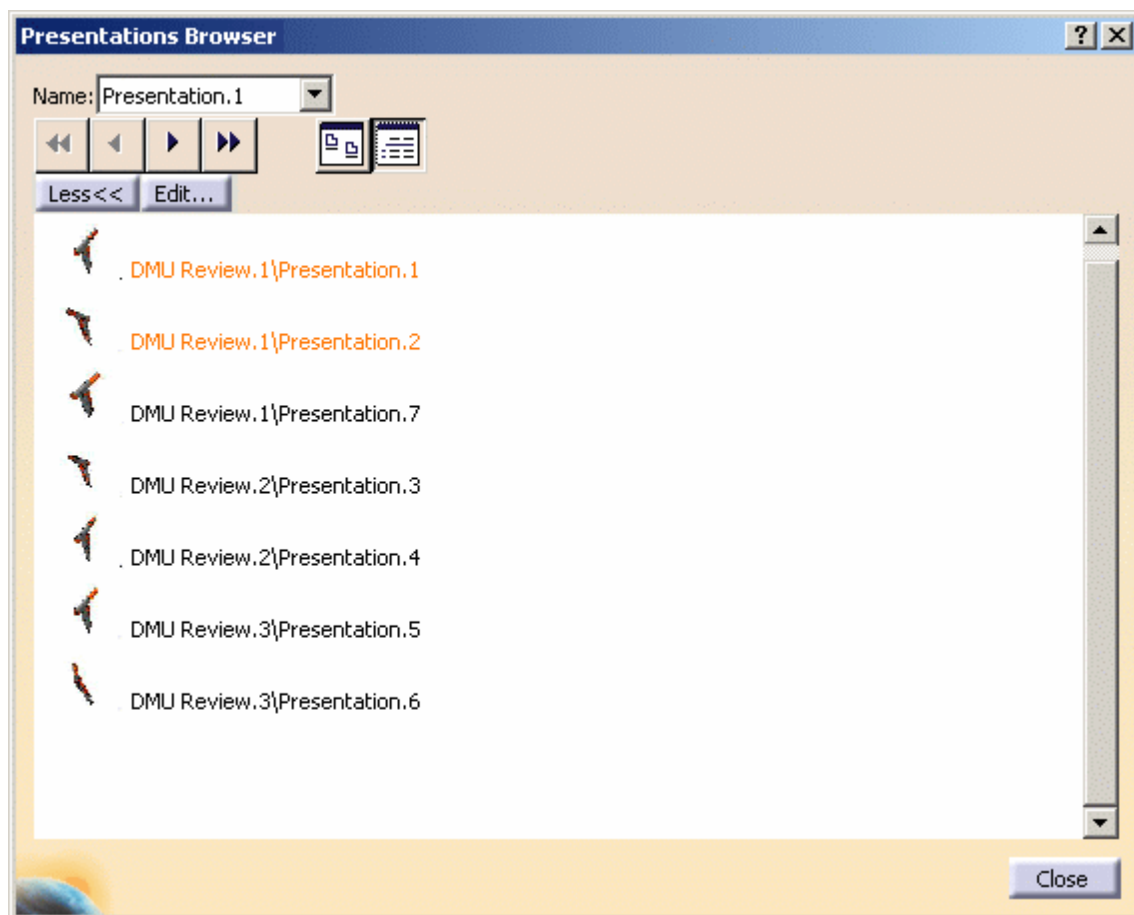 Presentations Browser
Name: Presentation.1
Less<< Edit...
DMU Review.1\Presentation.1
DMU Review.1\Presentation.2
DMU Review.1\Presentation.7
DMU Review.2\Presentation.3
DMU Review.2\Presentation.4
DMU Review.3\Presentation.5
DMU Review.3\Presentation.6
Close